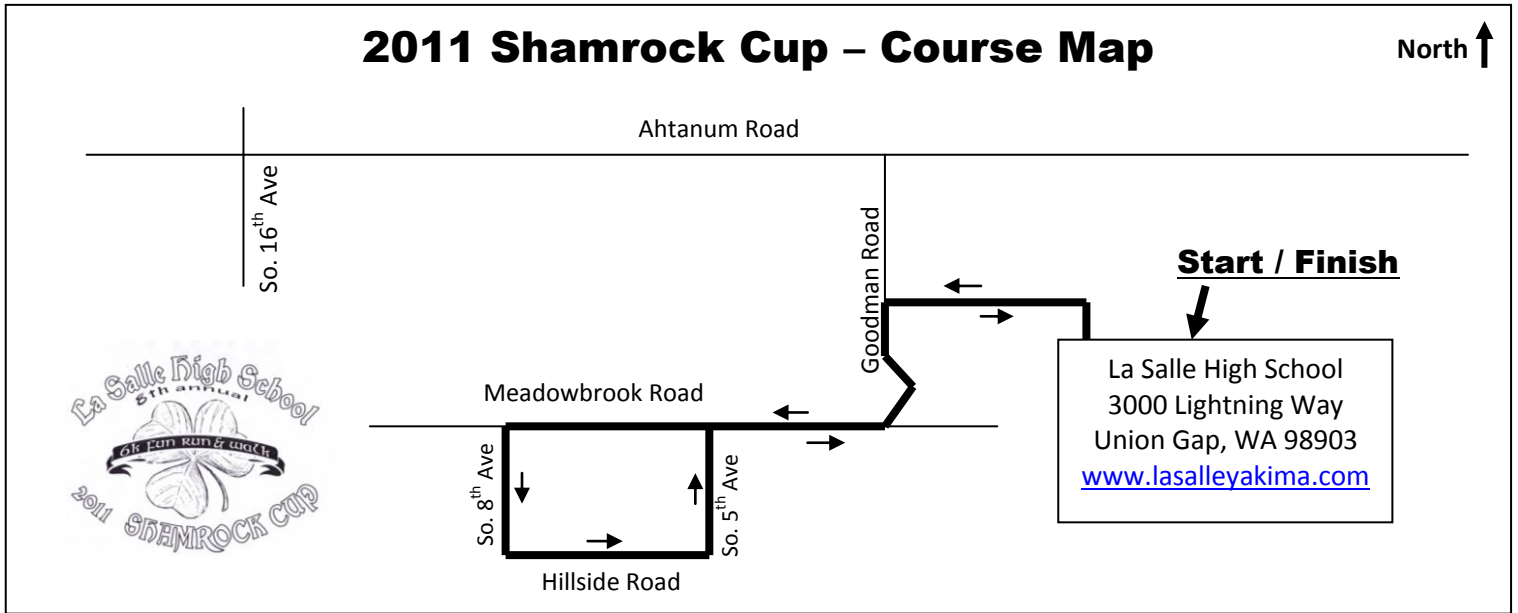 2011 Shamrock Cup – Course Map
North
Ahtanum Road
So. 16th Ave
Goodman Road
Start / Finish
La Salle High School
3000 Lightning Way
Union Gap, WA 98903
www.lasalleyakima.com
Meadowbrook Road
So. 8th Ave
So. 5th Ave
Hillside Road
La Salle High School
8th annual
6k Fun Run & Walk
2011 Shamrock Cup